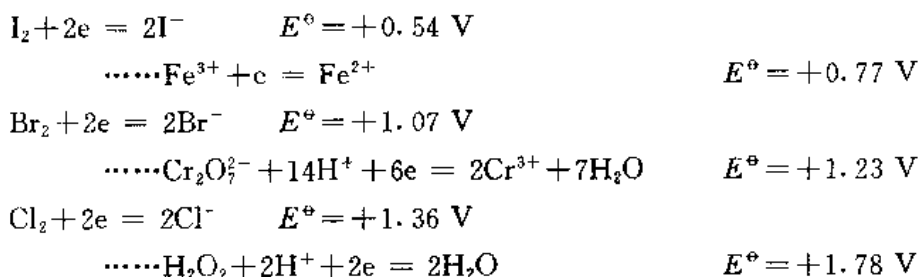 I₂+2e = 2I⁻ E^⊖=+0.54 V
……Fe³⁺+e = Fe²⁺ E^⊖=+0.77 V
Br₂+2e = 2Br⁻ E^⊖=+1.07 V
……Cr₂O₇²⁻+14H⁺+6e = 2Cr³⁺+7H₂O E^⊖=+1.23 V
Cl₂+2e = 2Cl⁻ E^⊖=+1.36 V
……H₂O₂+2H⁺+2e = 2H₂O E^⊖=+1.78 V